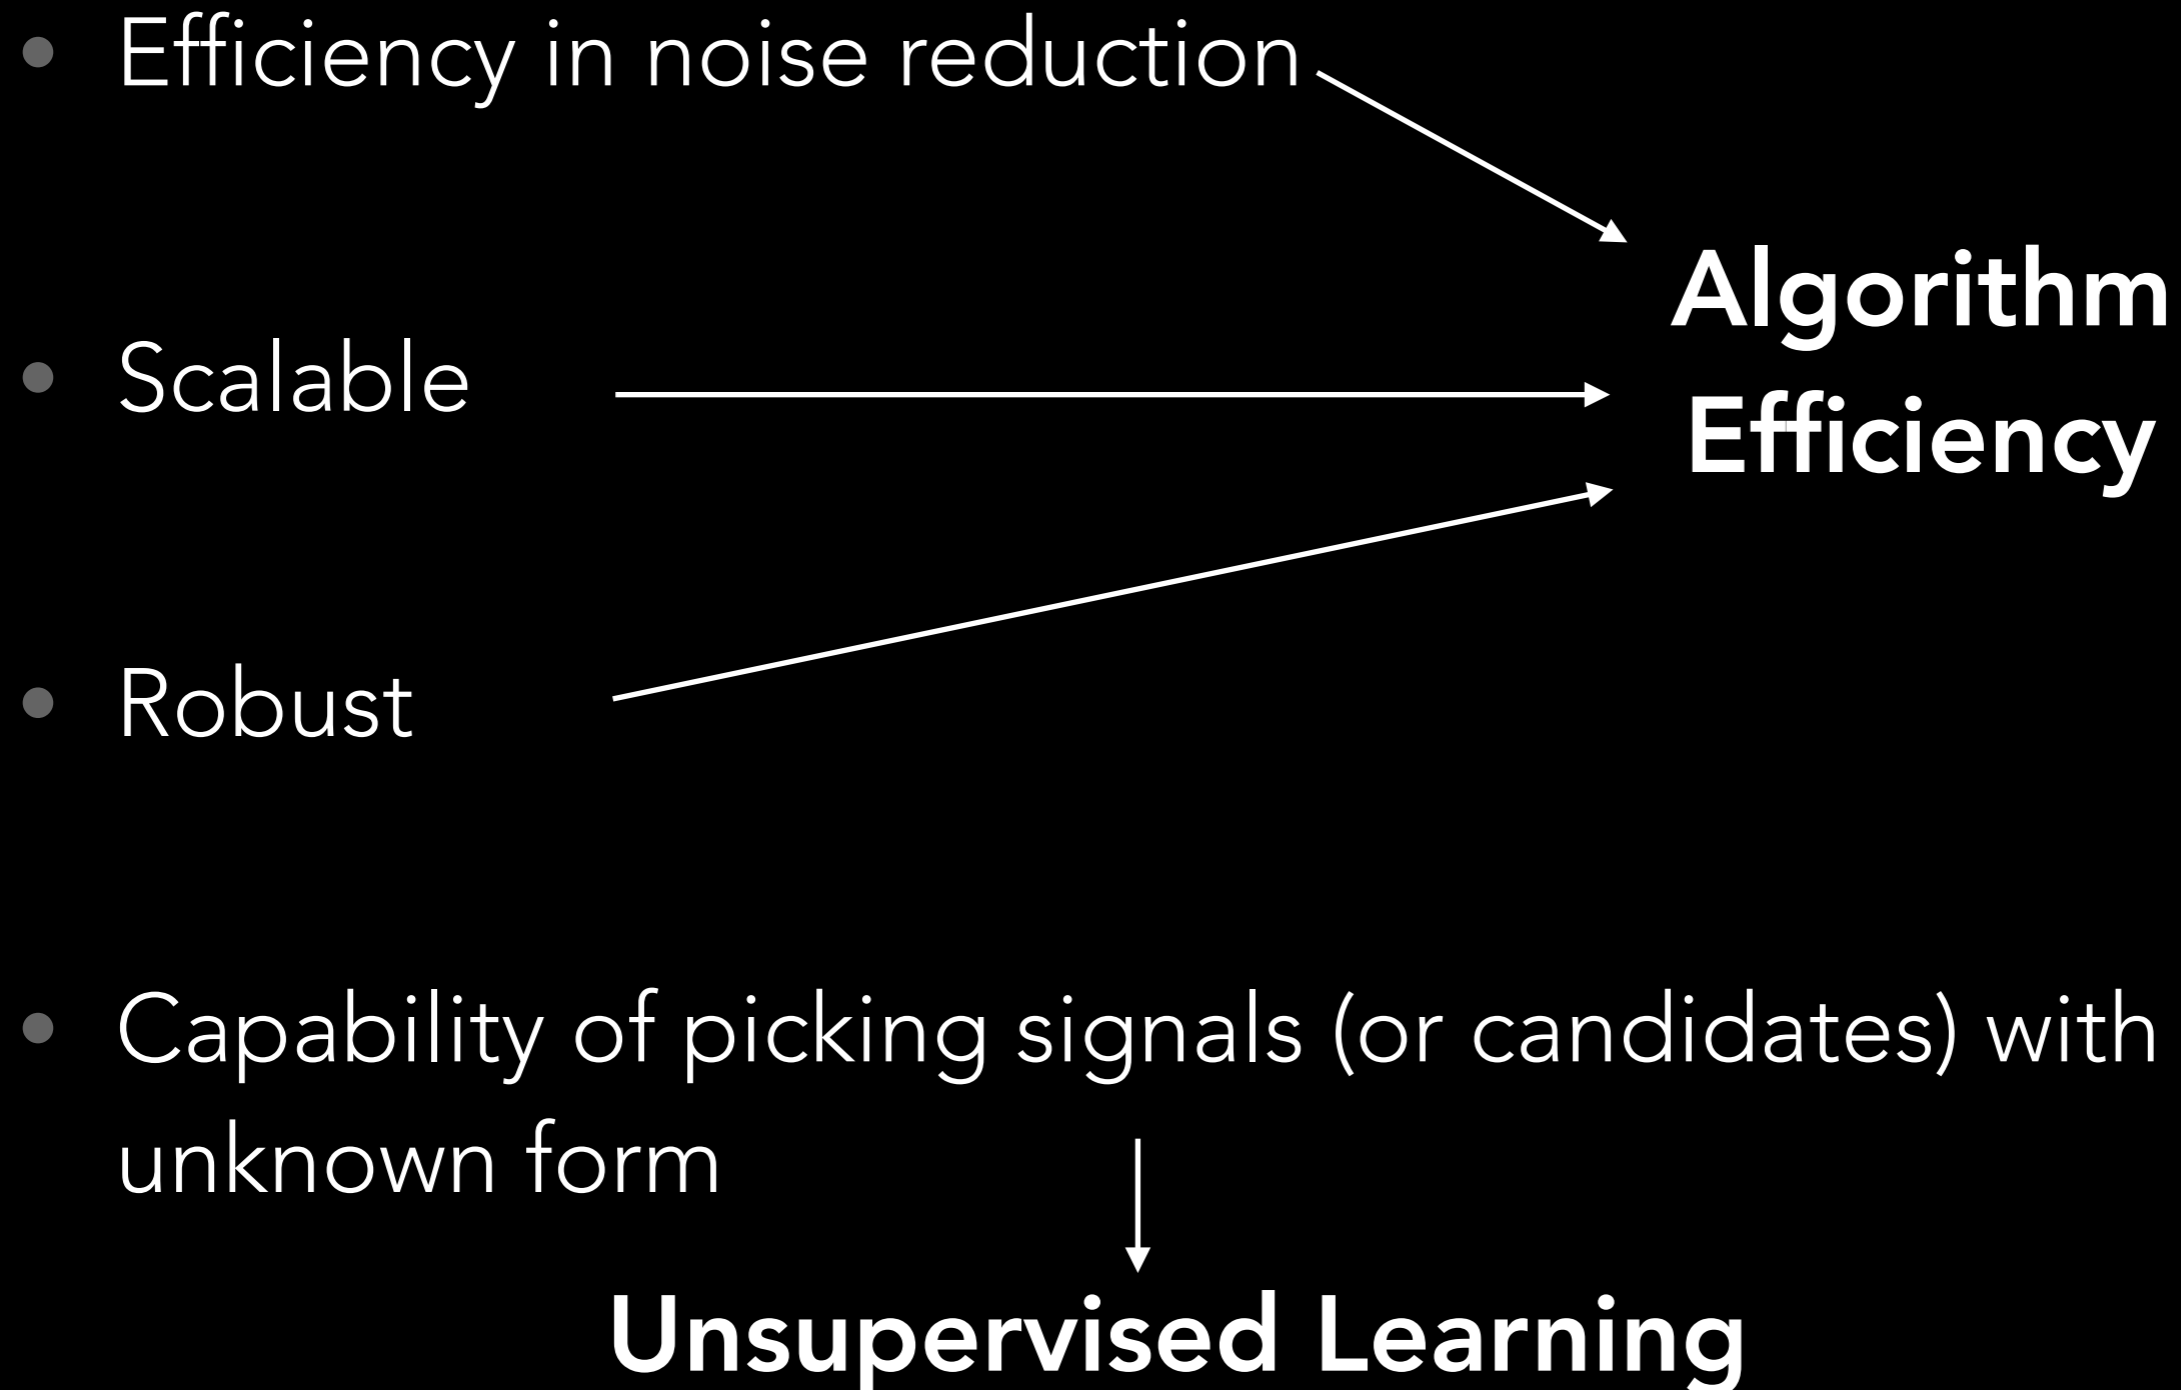 Efficiency in noise reduction
Algorithm
Scalable
Efficiency
Robust
Capability of picking signals (or candidates) with
unknown form
Unsupervised Learning